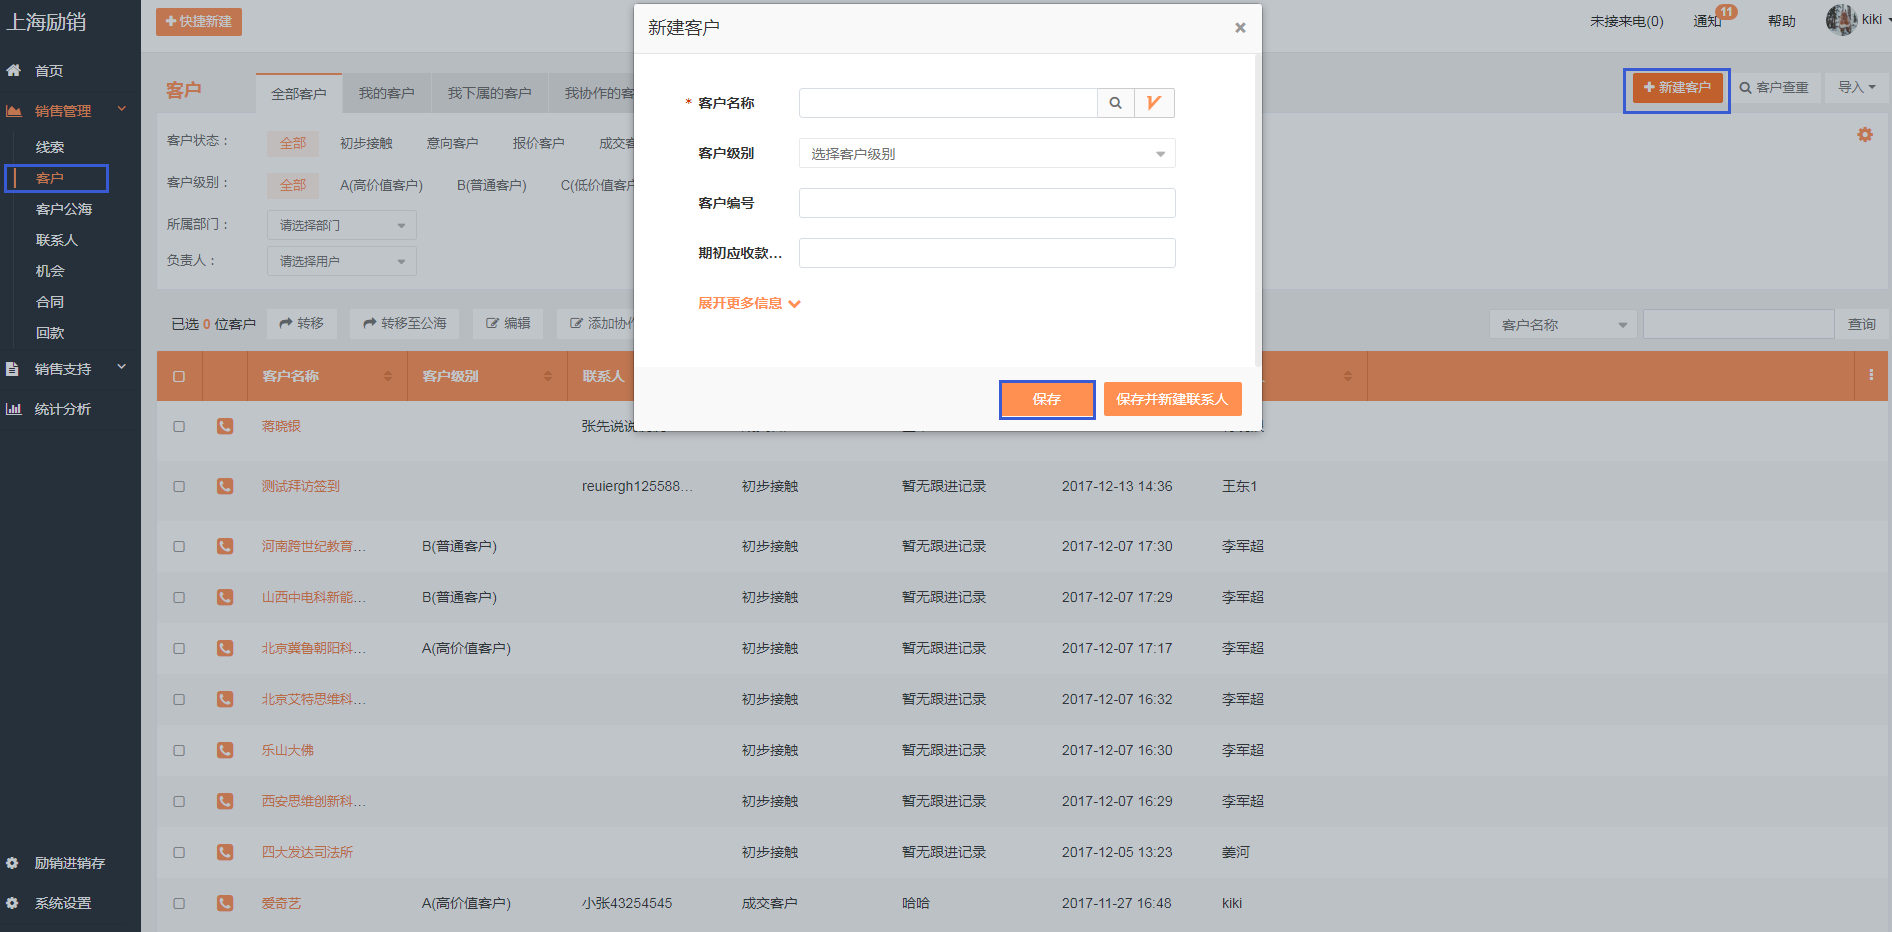 上海励销
快捷新建
未接来电(0)
通知
11
帮助
kiki
首页
销售管理
线索
客户
客户公海
联系人
机会
合同
回款
销售支持
统计分析
励销进销存
系统设置
客户
全部客户
我的客户
我下属的客户
我协作的客
新建客户
客户查重
导入
客户状态：
全部
初步接触
意向客户
报价客户
成交客
客户级别：
全部
A(高价值客户)
B(普通客户)
C(低价值客户
所属部门：
请选择部门
负责人：
请选择用户
已选 0 位客户
转移
转移至公海
编辑
添加协作
客户名称
查询
新建客户
×
* 客户名称
客户级别
选择客户级别
客户编号
期初应收款...
展开更多信息
保存
保存并新建联系人
客户名称
客户级别
联系人
蒋晓银
张先说说
测试拜访签到
reuiergh125588...
初步接触
暂无跟进记录
2017-12-13 14:36
王东1
河南跨世纪教育...
B(普通客户)
初步接触
暂无跟进记录
2017-12-07 17:30
李军超
山西中电科新能...
B(普通客户)
初步接触
暂无跟进记录
2017-12-07 17:29
李军超
北京冀鲁朝阳科...
A(高价值客户)
初步接触
暂无跟进记录
2017-12-07 17:17
李军超
北京艾特思维科...
初步接触
暂无跟进记录
2017-12-07 16:32
李军超
乐山大佛
初步接触
暂无跟进记录
2017-12-07 16:30
李军超
西安思维创新科...
初步接触
暂无跟进记录
2017-12-07 16:29
李军超
四大发达司法所
初步接触
暂无跟进记录
2017-12-05 13:23
姜河
爱奇艺
A(高价值客户)
小张43254545
成交客户
哈哈
2017-11-27 16:48
kiki